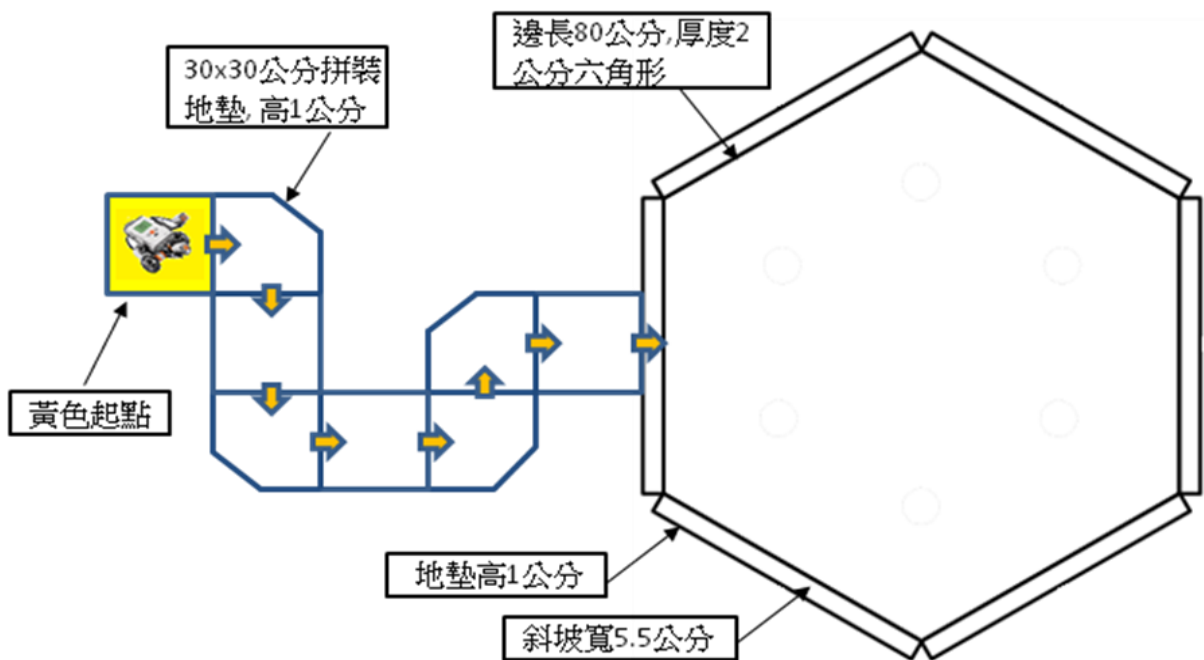 邊長80公分,厚度2
公分六角形
30x30公分拼裝
地墊, 高1公分
黃色起點
地墊高1公分
斜坡寬5.5公分